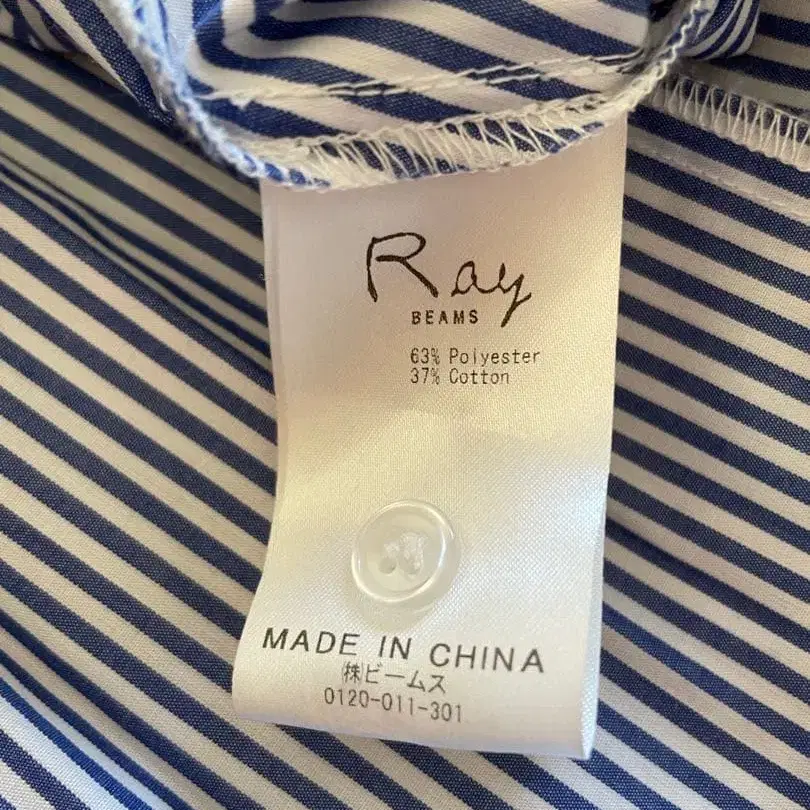 Ray
BEAMS
63% Polyester
37% Cotton
MADE IN CHINA
㈱ビームス
0120-011-301